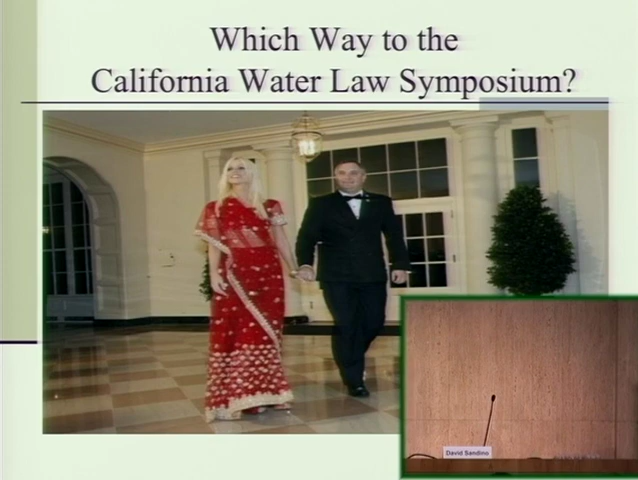 Which Way to the
California Water Law Symposium?
David Sandino